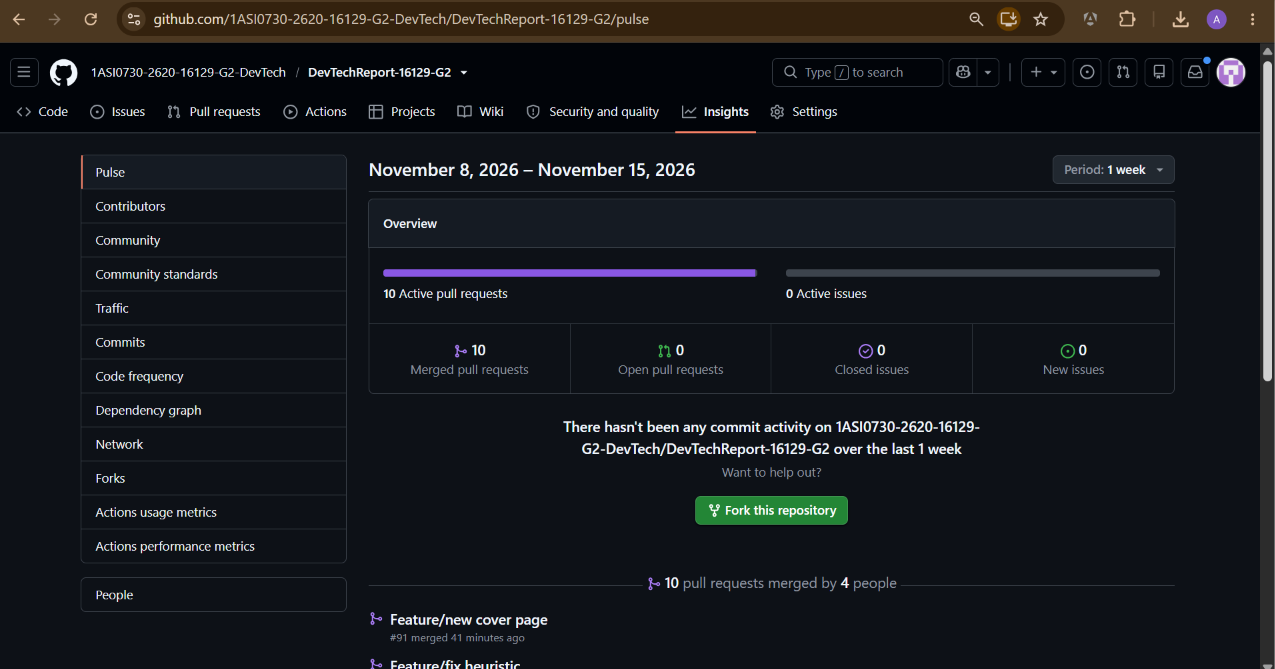 github.com/1ASI0730-2620-16129-G2-DevTech/DevTechReport-16129-G2/pulse
A
1ASI0730-2620-16129-G2-DevTech / DevTechReport-16129-G2
Type / to search
Code
Issues
Pull requests
Actions
Projects
Wiki
Security and quality
Insights
Settings
Pulse
Contributors
Community
Community standards
Traffic
Commits
Code frequency
Dependency graph
Network
Forks
Actions usage metrics
Actions performance metrics
People
November 8, 2026 – November 15, 2026
Period: 1 week
Overview
10 Active pull requests
0 Active issues
10
Merged pull requests
0
Open pull requests
0
Closed issues
0
New issues
There hasn't been any commit activity on 1ASI0730-2620-16129-
G2-DevTech/DevTechReport-16129-G2 over the last 1 week
Want to help out?
Fork this repository
10 pull requests merged by 4 people
Feature/new cover page
#91 merged 41 minutes ago
Feature/fix heuristic